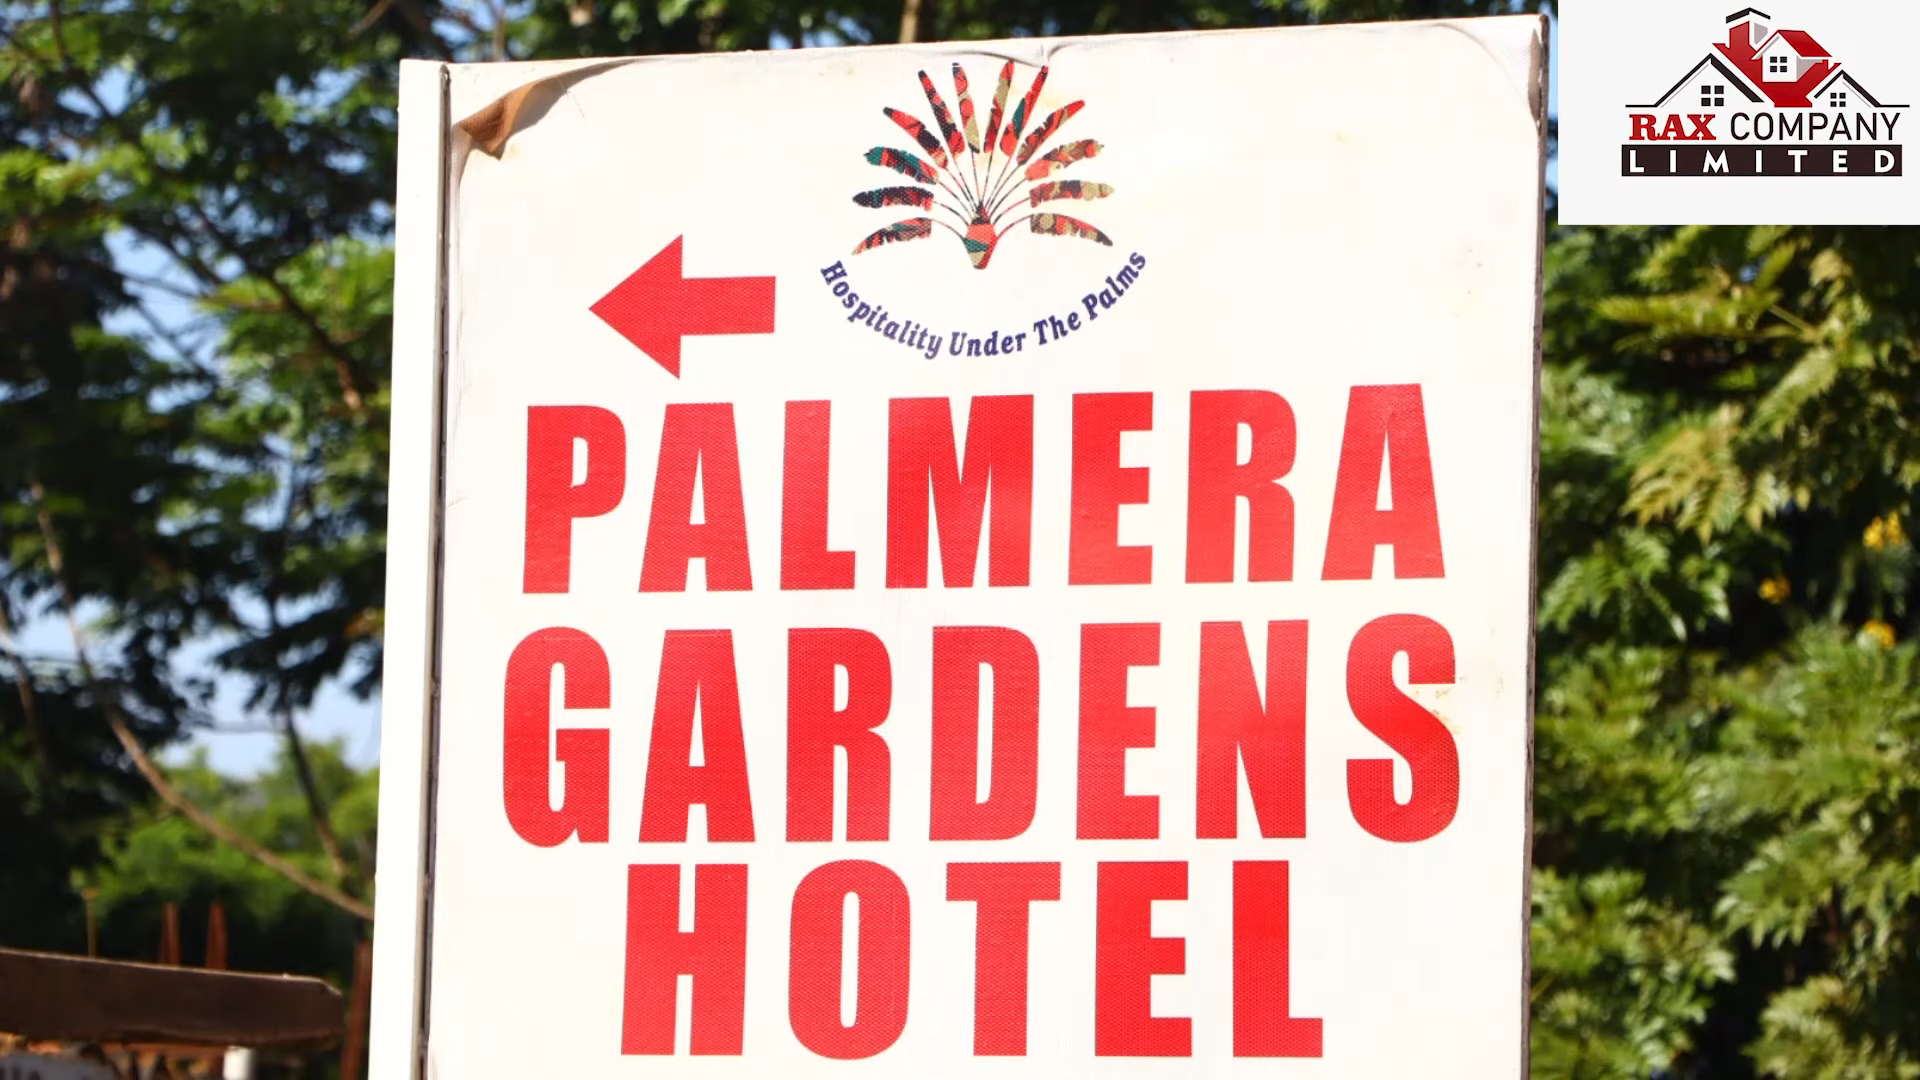 RAX COMPANY
LIMITED
Hospitality Under The Palms
PALMERA
GARDENS
HOTEL